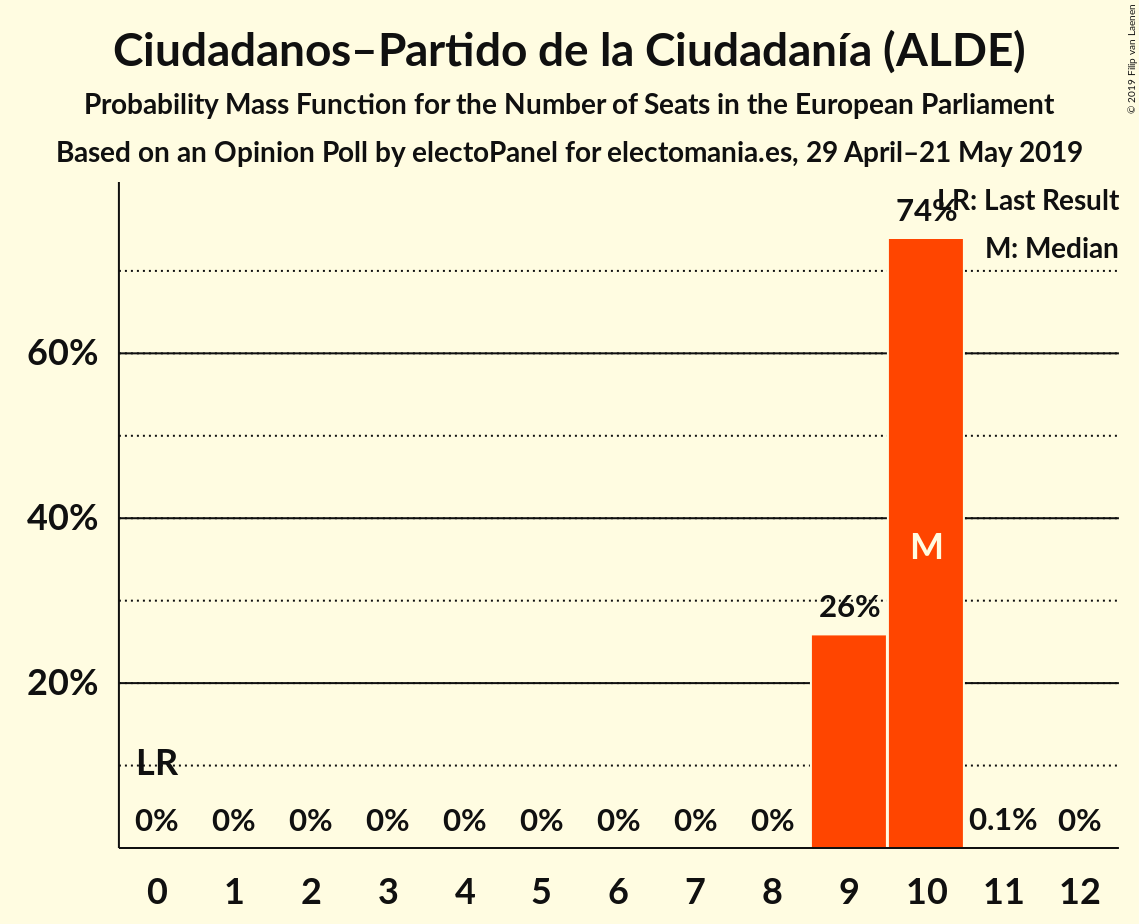 Ciudadanos–Partido de la Ciudadanía (ALDE)
Probability Mass Function for the Number of Seats in the European Parliament
Based on an Opinion Poll by electoPanel for electomania.es, 29 April–21 May 2019
© 2019 Filip van Laenen
LR: Last Result
M: Median
74%
60%
40%
M
26%
20%
LR
0% 0% 0% 0% 0% 0% 0% 0% 0% 0.1% 0%
0 1 2 3 4 5 6 7 8 9 10 11 12